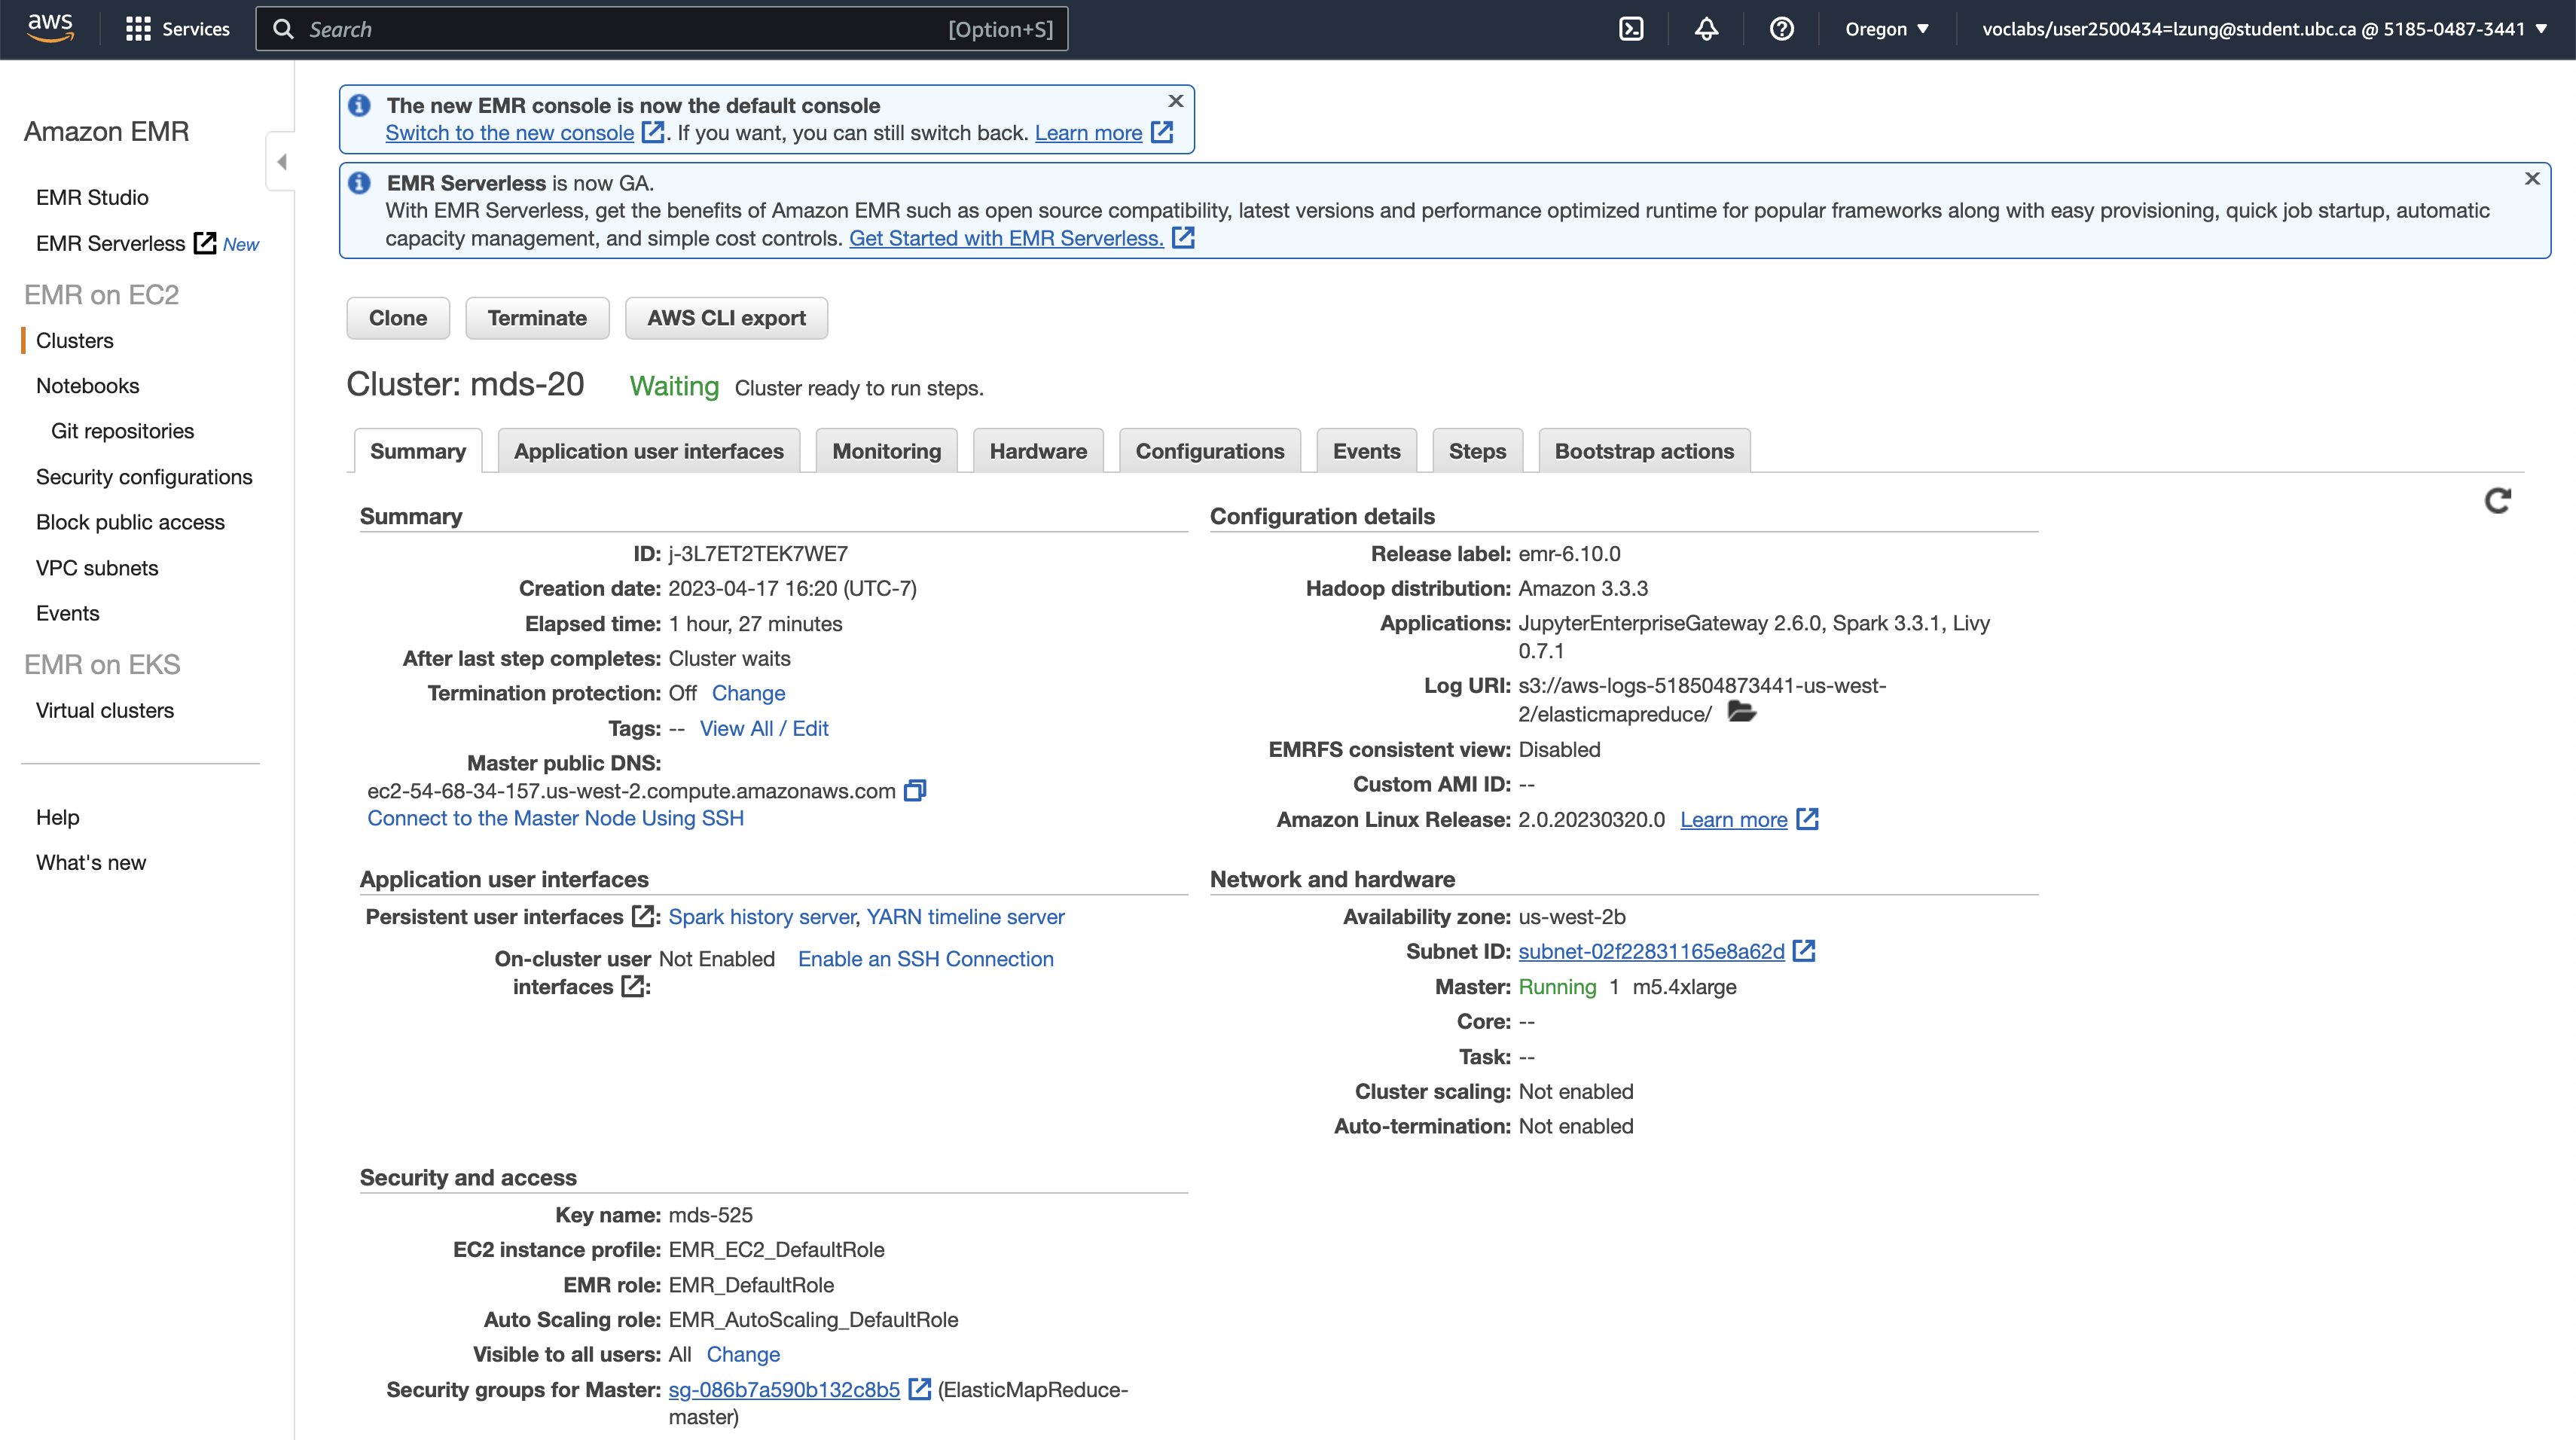 aws Services Search [Option+S] Oregon voclabs/user2500434=lzung@student.ubc.ca @ 5185-0487-3441
Amazon EMR
EMR Studio
EMR Serverless New
EMR on EC2
Clusters
Notebooks
Git repositories
Security configurations
Block public access
VPC subnets
Events
EMR on EKS
Virtual clusters
Help
What's new
The new EMR console is now the default console
Switch to the new console . If you want, you can still switch back. Learn more
EMR Serverless is now GA.
With EMR Serverless, get the benefits of Amazon EMR such as open source compatibility, latest versions and performance optimized runtime for popular frameworks along with easy provisioning, quick job startup, automatic
capacity management, and simple cost controls. Get Started with EMR Serverless.
Clone Terminate AWS CLI export
Cluster: mds-20 Waiting Cluster ready to run steps.
Summary Application user interfaces Monitoring Hardware Configurations Events Steps Bootstrap actions
Summary
ID: j-3L7ET2TEK7WE7
Creation date: 2023-04-17 16:20 (UTC-7)
Elapsed time: 1 hour, 27 minutes
After last step completes: Cluster waits
Termination protection: Off Change
Tags: -- View All / Edit
Master public DNS:
ec2-54-68-34-157.us-west-2.compute.amazonaws.com
Connect to the Master Node Using SSH
Configuration details
Release label: emr-6.10.0
Hadoop distribution: Amazon 3.3.3
Applications: JupyterEnterpriseGateway 2.6.0, Spark 3.3.1, Livy
0.7.1
Log URI: s3://aws-logs-518504873441-us-west-
2/elasticmapreduce/
EMRFS consistent view: Disabled
Custom AMI ID: --
Amazon Linux Release: 2.0.20230320.0 Learn more
Application user interfaces
Persistent user interfaces : Spark history server, YARN timeline server
On-cluster user Not Enabled Enable an SSH Connection
interfaces :
Network and hardware
Availability zone: us-west-2b
Subnet ID: subnet-02f22831165e8a62d
Master: Running 1 m5.4xlarge
Core: --
Task: --
Cluster scaling: Not enabled
Auto-termination: Not enabled
Security and access
Key name: mds-525
EC2 instance profile: EMR_EC2_DefaultRole
EMR role: EMR_DefaultRole
Auto Scaling role: EMR_AutoScaling_DefaultRole
Visible to all users: All Change
Security groups for Master: sg-086b7a590b132c8b5 (ElasticMapReduce-
master)